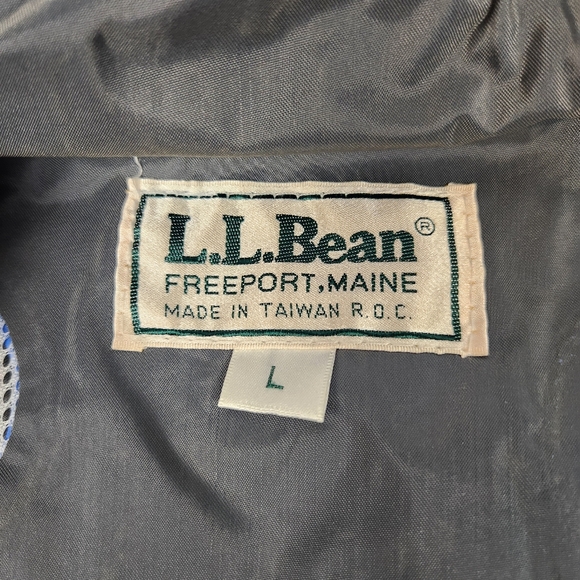 L.L.Bean®
FREEPORT, MAINE
MADE IN TAIWAN R.O.C.
L